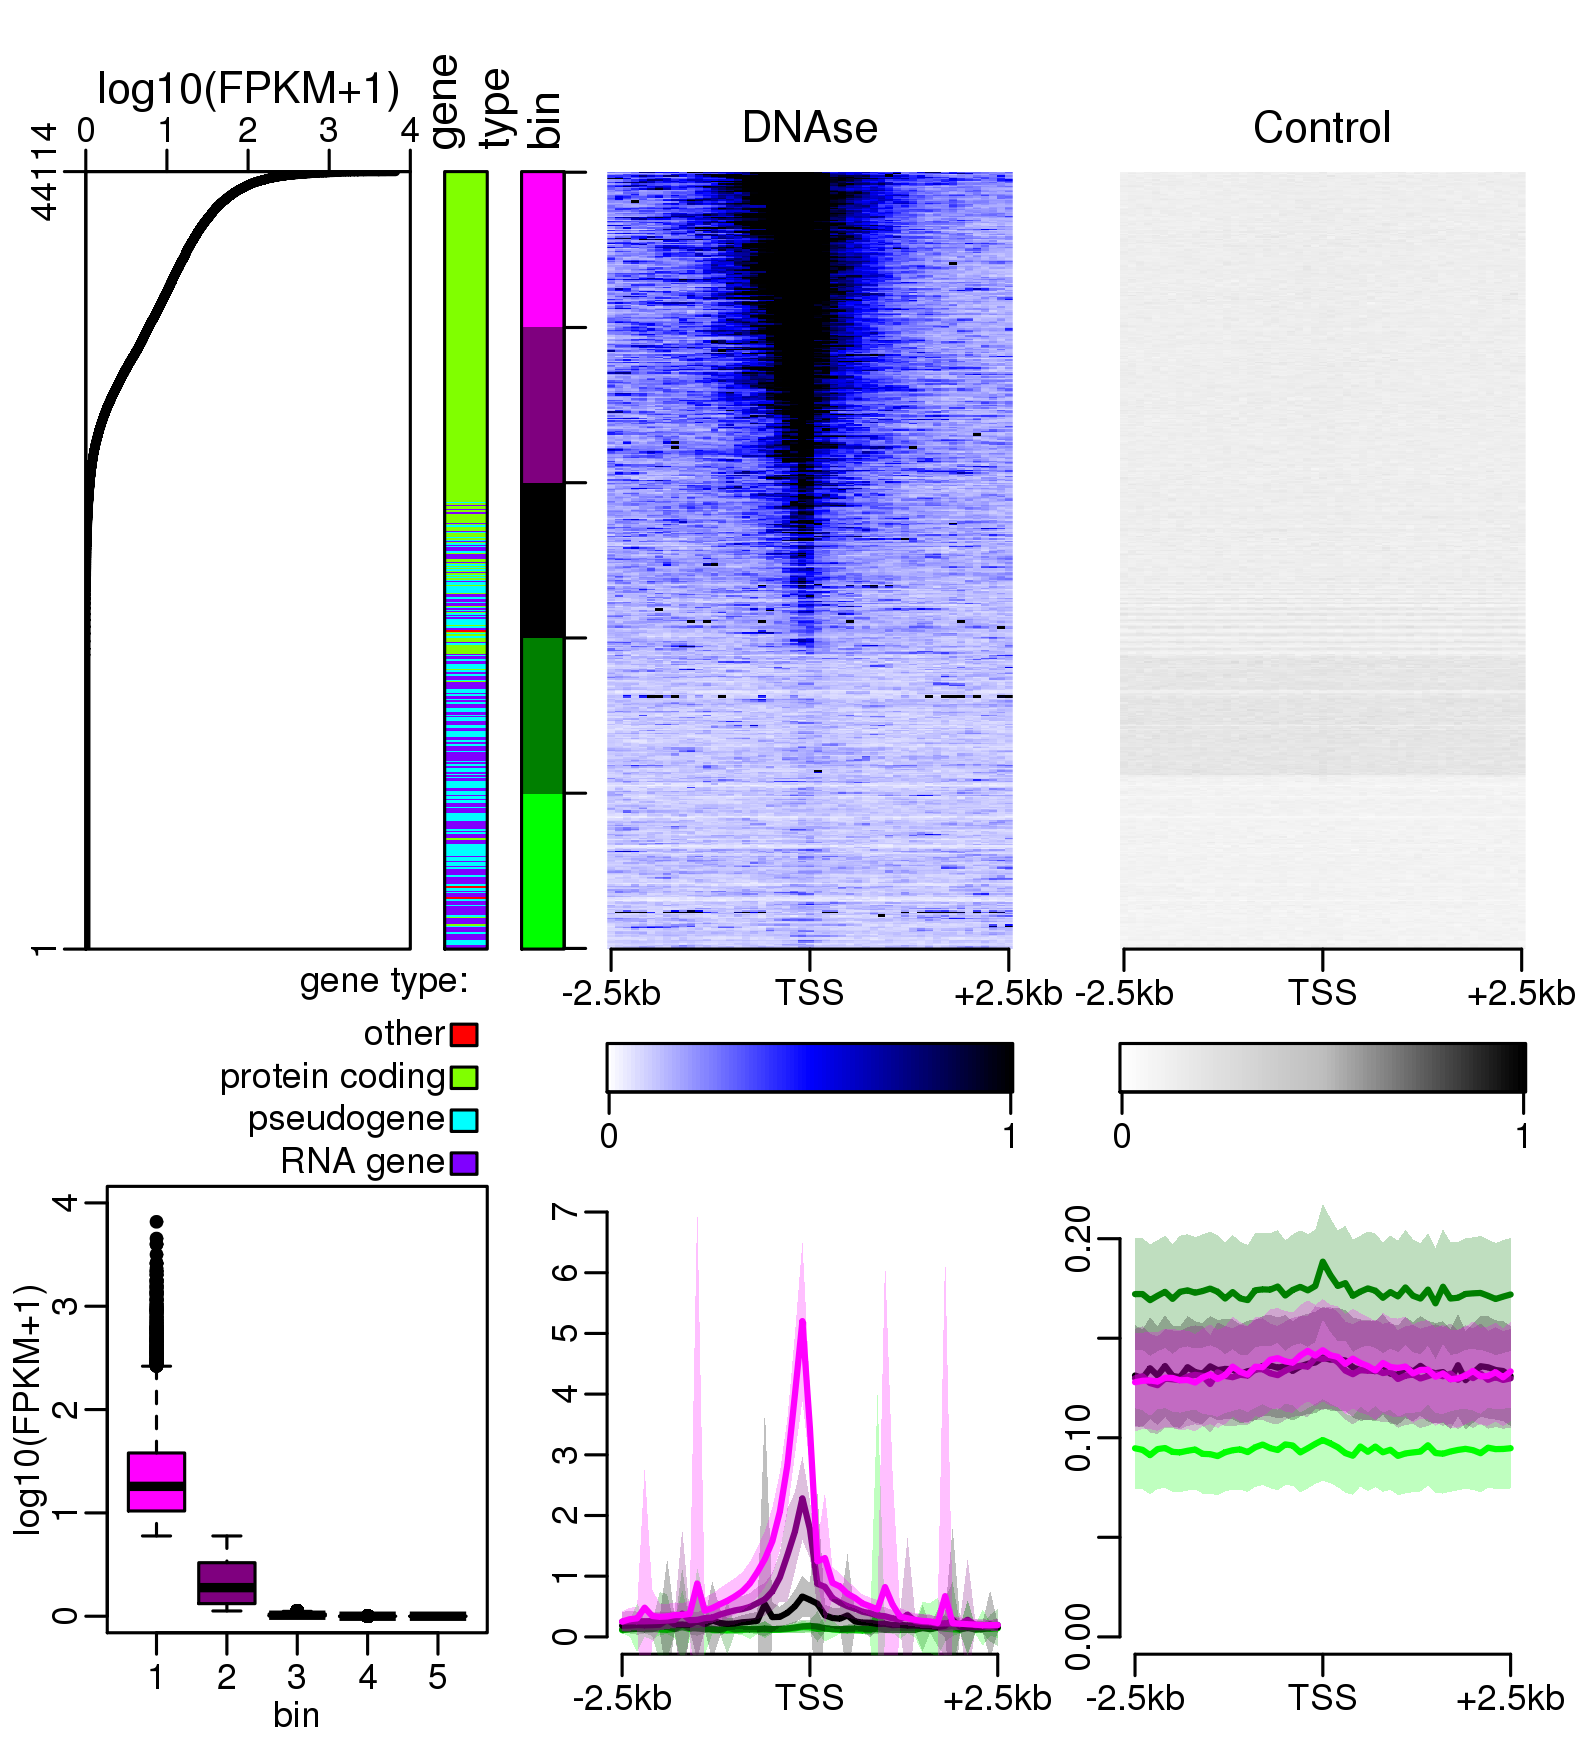 log10(FPKM+1)
0 1 2 3 4
44114
1
gene
type
bin
DNAse
Control
-2.5kb TSS +2.5kb
-2.5kb TSS +2.5kb
gene type:
other
protein coding
pseudogene
RNA gene
0 1
0 1
log10(FPKM+1)
4
3
2
1
0
1 2 3 4 5
bin
7
6
5
4
3
2
1
0
-2.5kb TSS +2.5kb
0.20
0.10
0.00
-2.5kb TSS +2.5kb